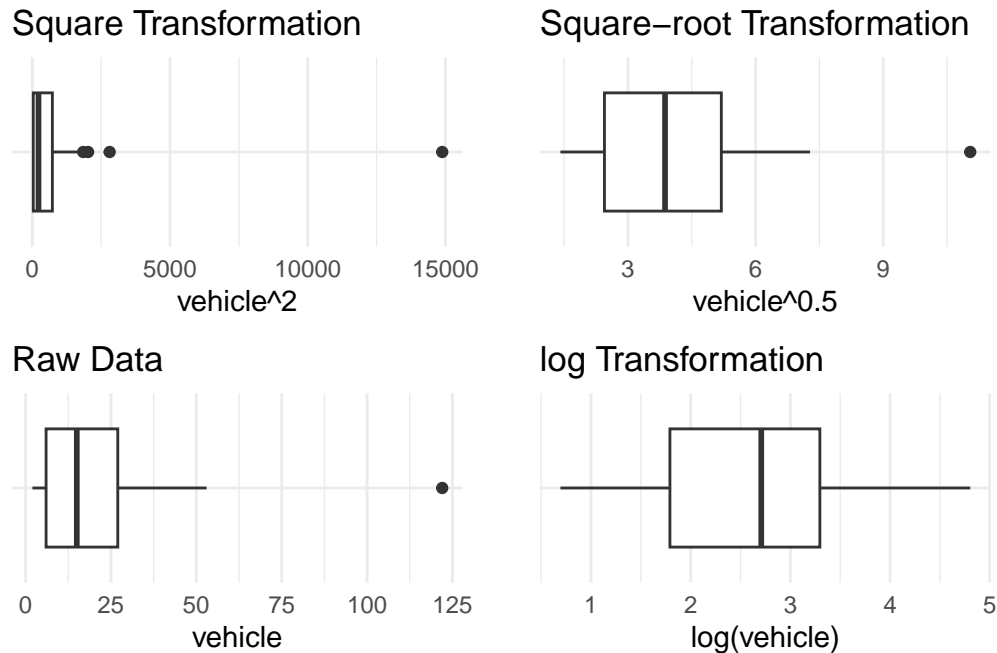 Square Transformation
0 5000 10000 15000
vehicle^2
Square−root Transformation
3 6 9
vehicle^0.5
Raw Data
0 25 50 75 100 125
vehicle
log Transformation
1 2 3 4 5
log(vehicle)